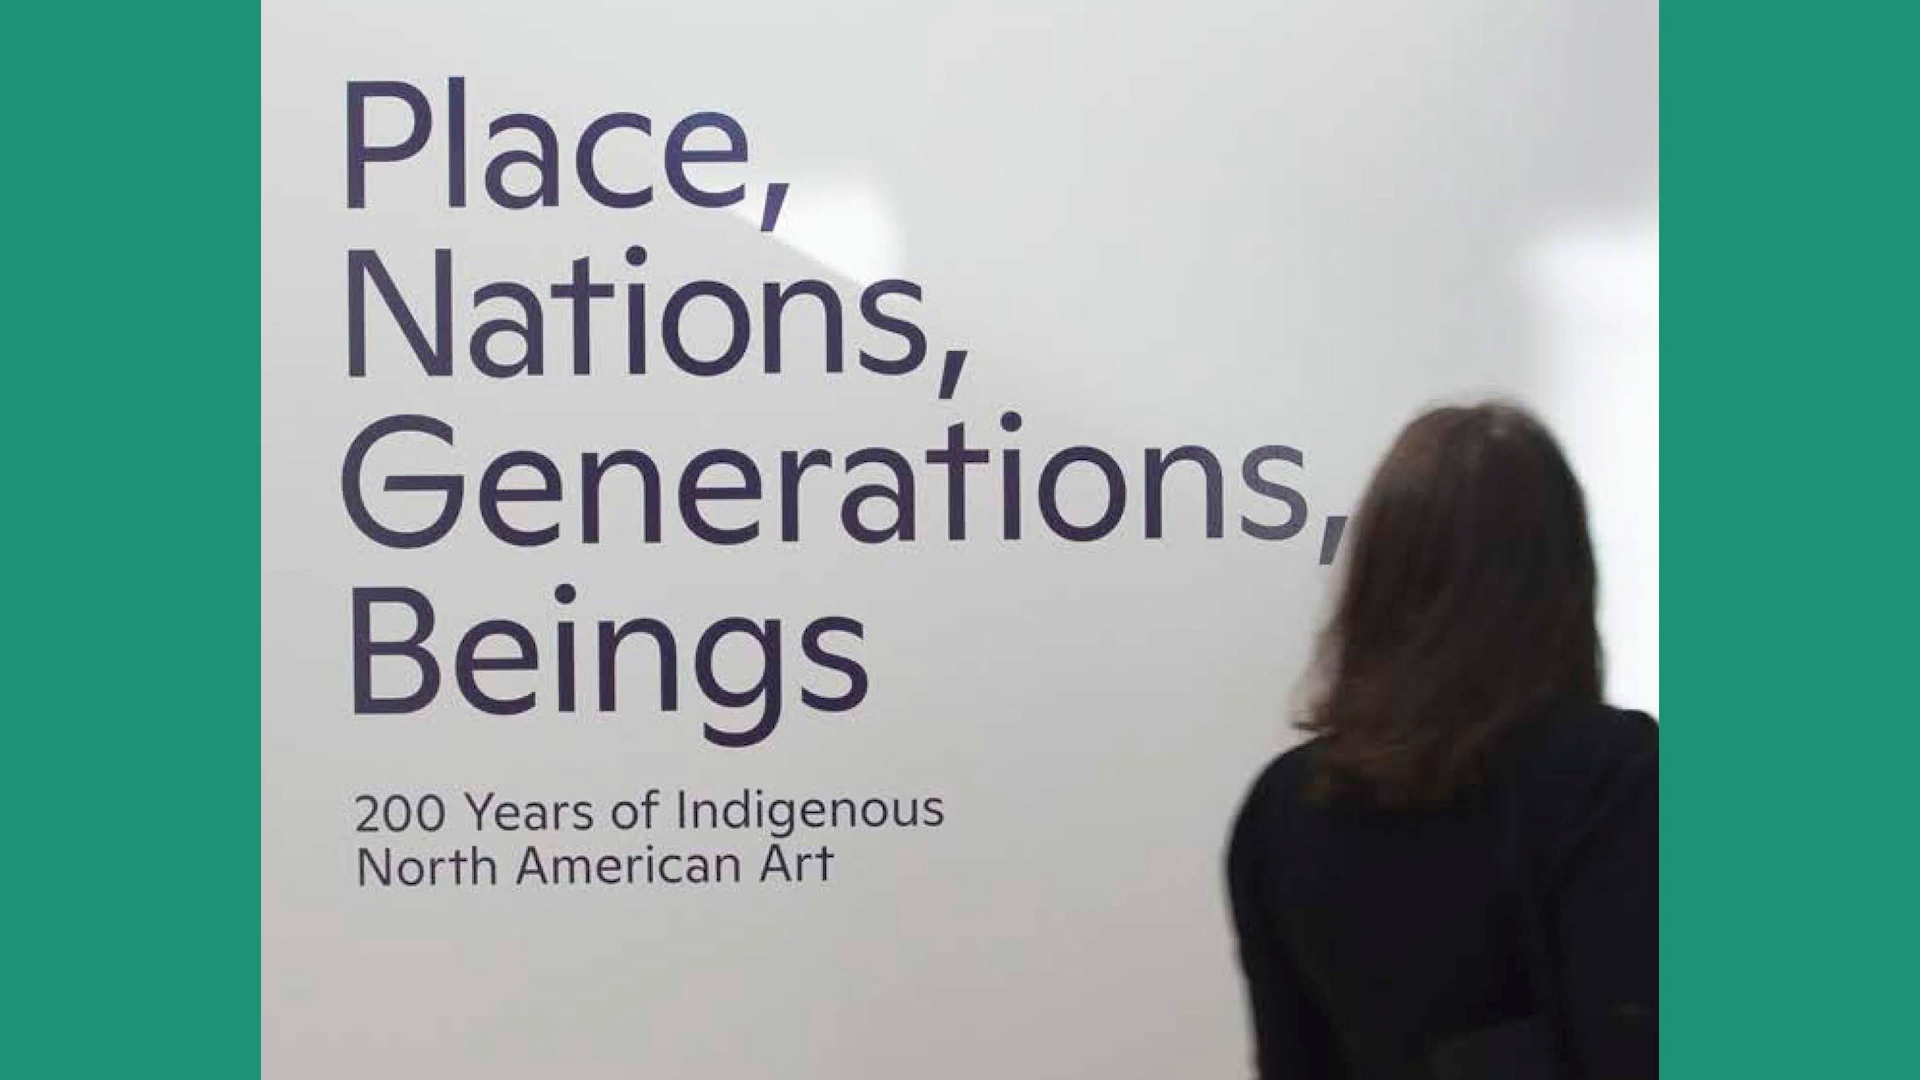 Place,
Nations,
Generations,
Beings
200 Years of Indigenous
North American Art